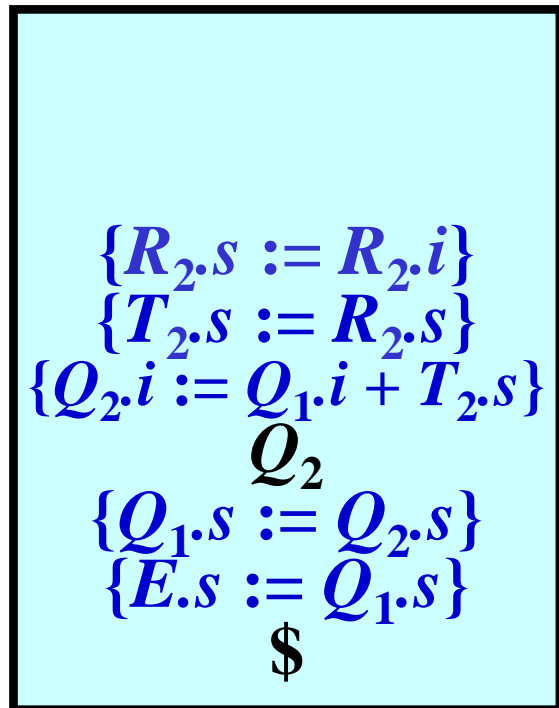 {R₂.s := R₂.i}
{T₂.s := R₂.s}
{Q₂.i := Q₁.i + T₂.s}
Q₂
{Q₁.s := Q₂.s}
{E.s := Q₁.s}
$